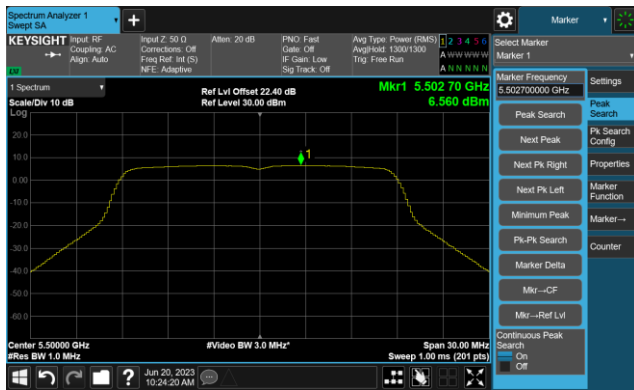 Spectrum Analyzer 1
Swept SA
Marker
KEYSIGHT
Input: RF
Coupling: AC
Align: Auto
Input Z: 50 Ω
Corrections: Off
Freq Ref: Int (S)
NFE: Adaptive
Atten: 20 dB
PNO: Fast
Gate: Off
IF Gain: Low
Sig Track: Off
Avg Type: Power (RMS)
Avg|Hold: 1300/1300
Trig: Free Run
1 2 3 4 5 6
A W W W W W
A N N N N N
Select Marker
Marker 1
1 Spectrum
Scale/Div 10 dB
Log
Ref Lvl Offset 22.40 dB
Ref Level 30.00 dBm
Mkr1 5.502 70 GHz
6.560 dBm
Marker Frequency
5.502700000 GHz
Settings
Peak Search
Next Peak
Next Pk Right
Next Pk Left
Minimum Peak
Pk-Pk Search
Marker Delta
Mkr→CF
Mkr→Ref Lvl
Continuous Peak
Search
On
Off
Peak
Search
Pk Search
Config
Properties
Marker
Function
Marker→
Counter
20.0
10.0
0.00
-10.0
-20.0
-30.0
-40.0
-50.0
-60.0
1
Center 5.50000 GHz
#Res BW 1.0 MHz
#Video BW 3.0 MHz*
Span 30.00 MHz
Sweep 1.00 ms (201 pts)
?
Jun 20, 2023
10:24:20 AM